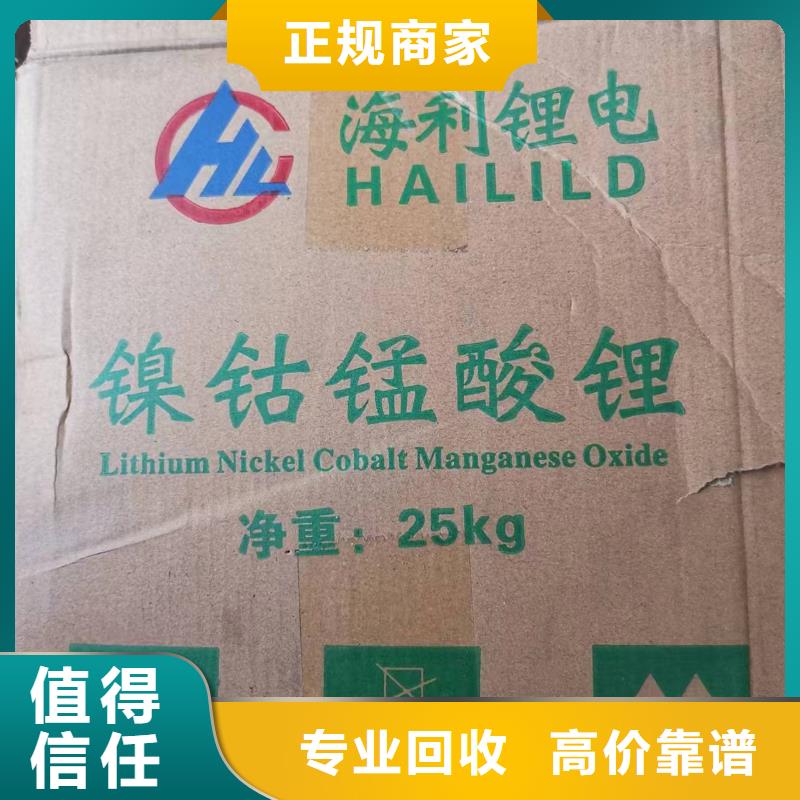 正规商家
海利锂电
HAILILD
镍钴锰酸锂
Lithium Nickel Cobalt Manganese Oxide
净重：25kg
值得
信任
专业回收 高价靠谱